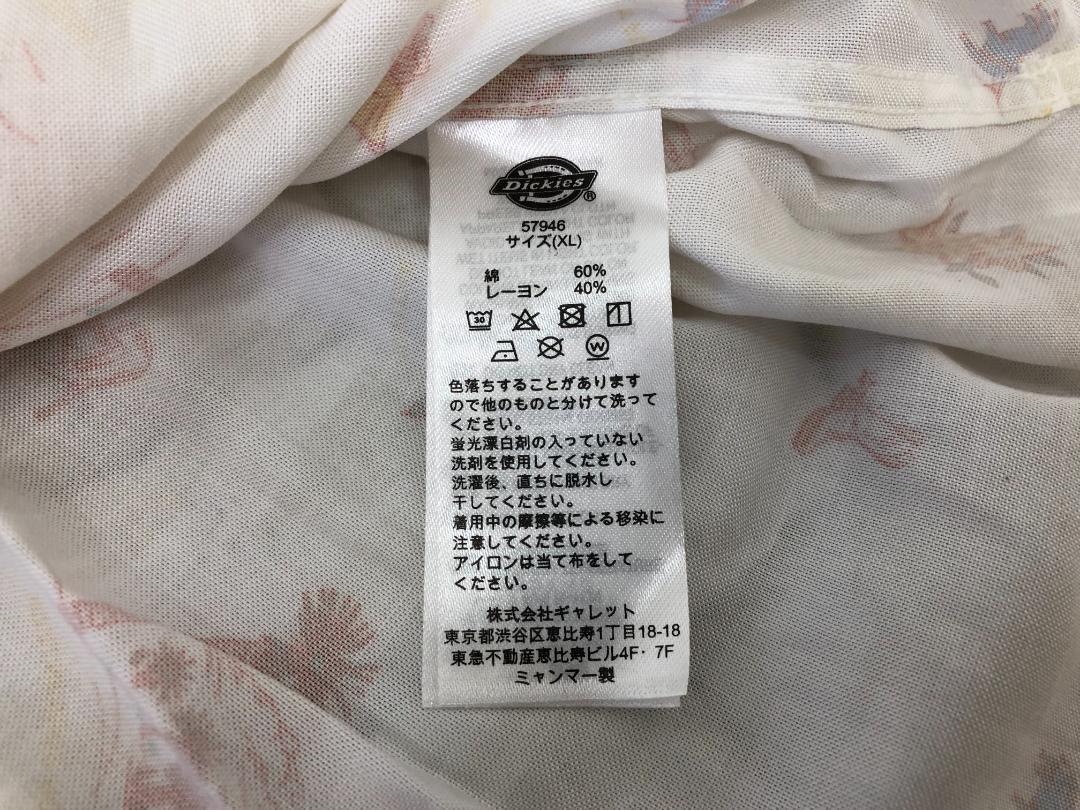 Dickies®
57946
サイズ(XL)
綿 60%
レーヨン 40%
30
W
色落ちすることがあります
ので他のものと分けて洗って
ください。
蛍光漂白剤の入っていない
洗剤を使用してください。
洗濯後、直ちに脱水し
干してください。
着用中の摩擦等による移染に
注意してください。
アイロンは当て布をして
ください。
株式会社ギャレット
東京都渋谷区恵比寿1丁目18-18
東急不動産恵比寿ビル4F・7F
ミャンマー製